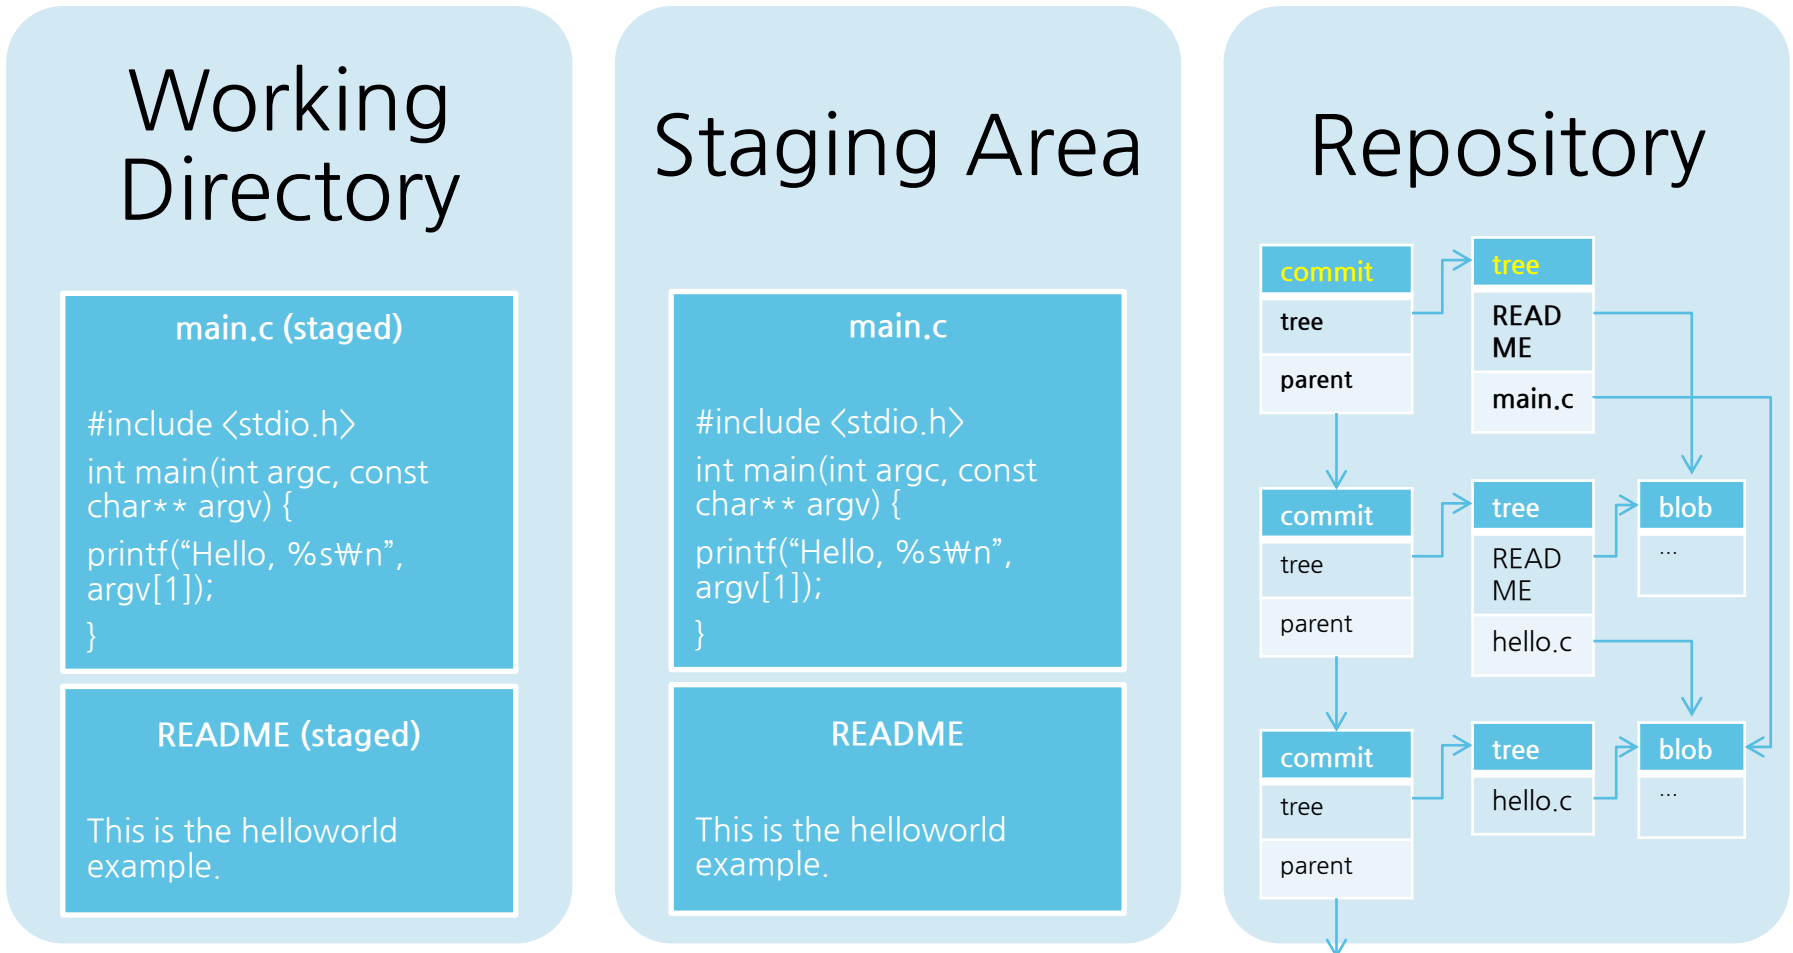 Working
Directory
main.c (staged)
#include <stdio.h>
int main(int argc, const
char** argv) {
printf(“Hello, %s₩n”,
argv[1]);
}
README (staged)
This is the helloworld
example.
Staging Area
main.c
#include <stdio.h>
int main(int argc, const
char** argv) {
printf(“Hello, %s₩n”,
argv[1]);
}
README
This is the helloworld
example.
Repository
commit
tree
parent
tree
READ
ME
main.c
commit
tree
parent
tree
READ
ME
hello.c
blob
...
commit
tree
parent
tree
hello.c
blob
...